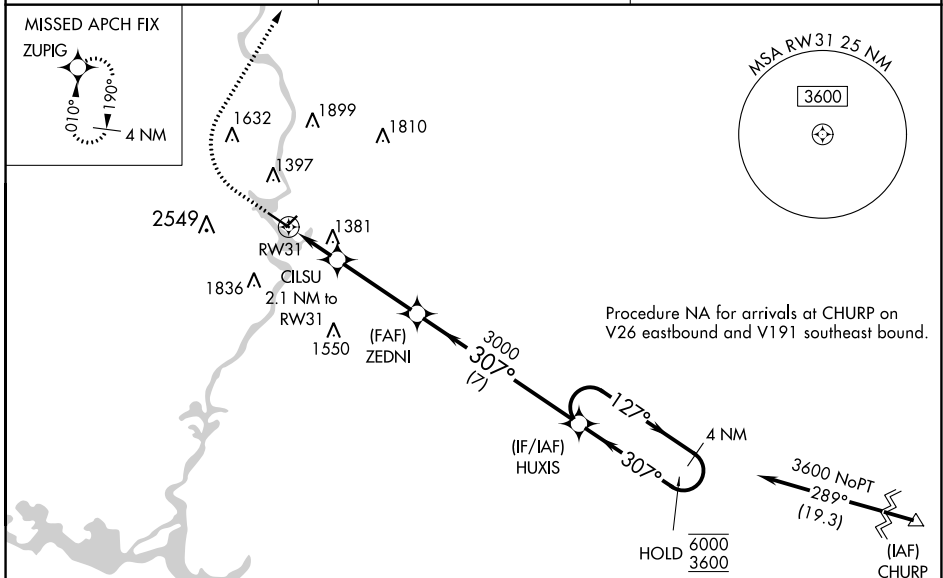 MISSED APCH FIX
ZUPIG
010°
190°
4 NM
MSA RW31 25 NM
3600
1632
1899
1810
1397
2549
1381
RW31
1836
CILSU
2.1 NM to
RW31
1550
(FAF)
ZEDNI
3000
307°
(7)
Procedure NA for arrivals at CHURP on
V26 eastbound and V191 southeast bound.
(IF/IAF)
HUXIS
127°
307°
4 NM
HOLD
6000
3600
3600 NoPT
289°
(19.3)
(IAF)
CHURP